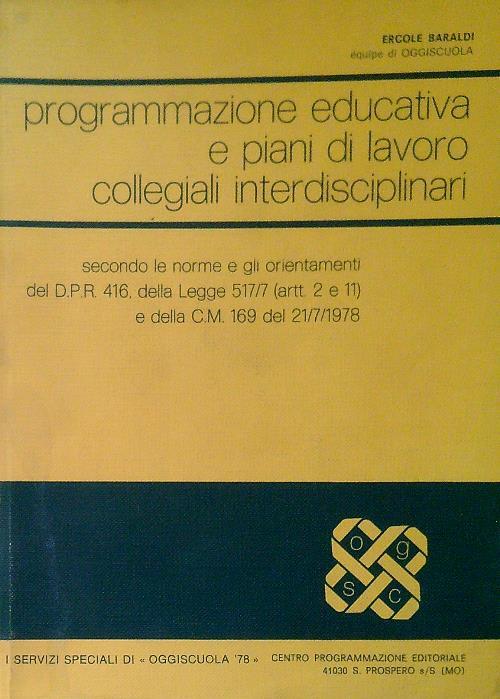 ERCOLE BARALDI
équipe di OGGISCUOLA
programmazione educativa
e piani di lavoro
collegiali interdisciplinari
secondo le norme e gli orientamenti
del D.P.R. 416, della Legge 517/7 (artt. 2 e 11)
e della C.M. 169 del 21/7/1978
o g
s c
I SERVIZI SPECIALI DI « OGGISCUOLA '78 » CENTRO PROGRAMMAZIONE EDITORIALE
41030 S. PROSPERO s/S (MO)